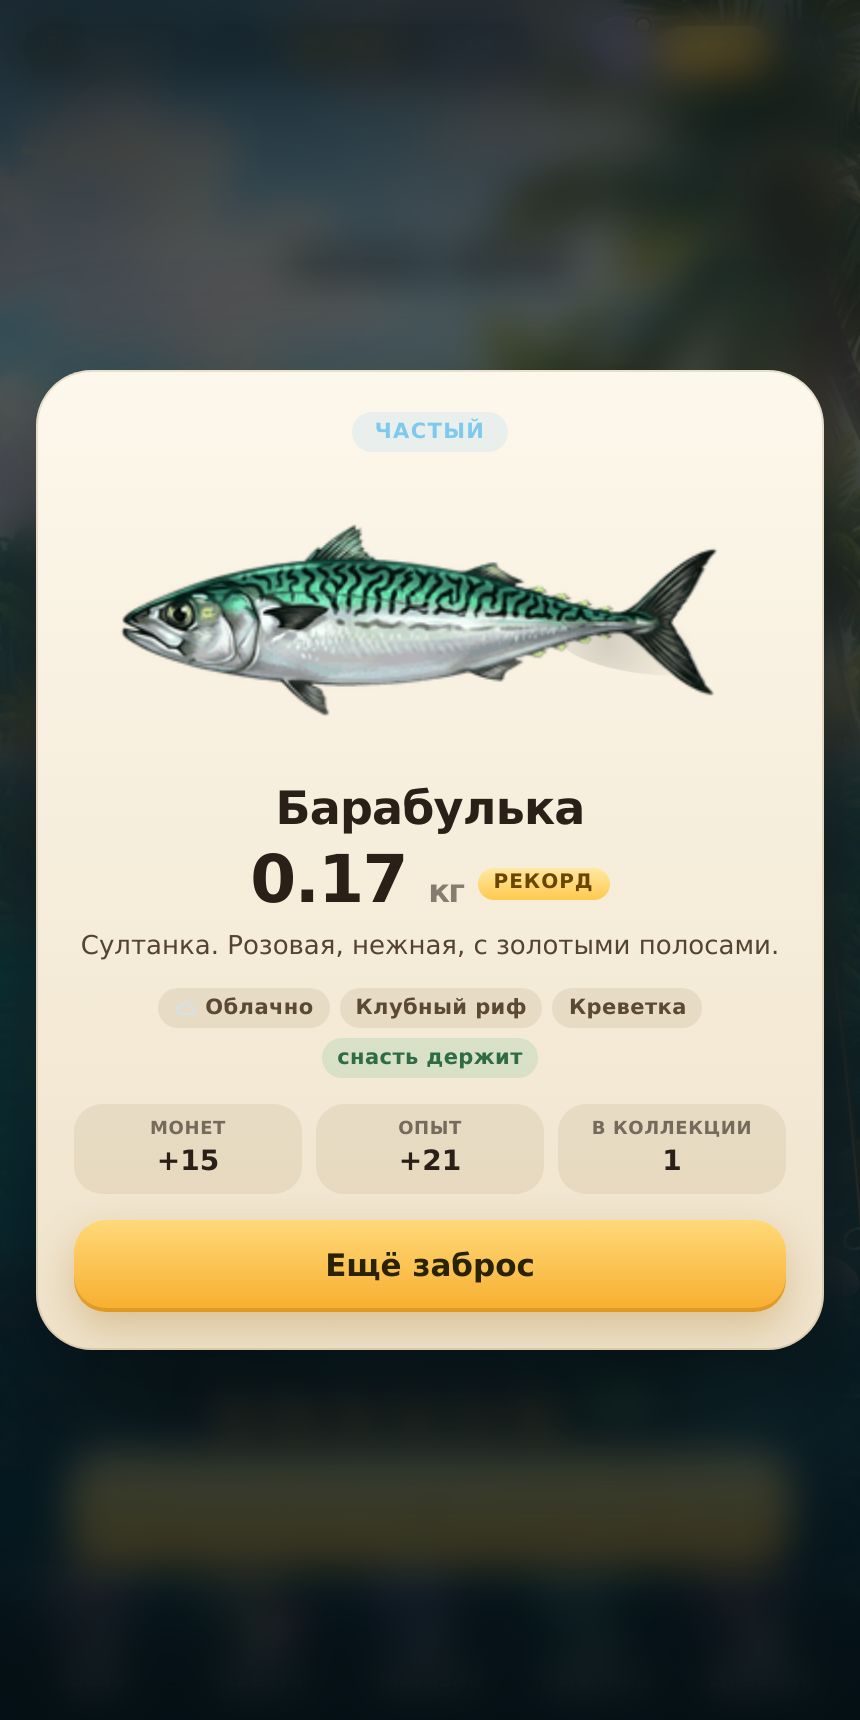 ЧАСТЫЙ
Барабулька
0.17 кг РЕКОРД
Султанка. Розовая, нежная, с золотыми полосами.
Облачно Клубный риф Креветка
снасть держит
МОНЕТ ОПЫТ В КОЛЛЕКЦИИ
+15 +21 1
Ещё заброс